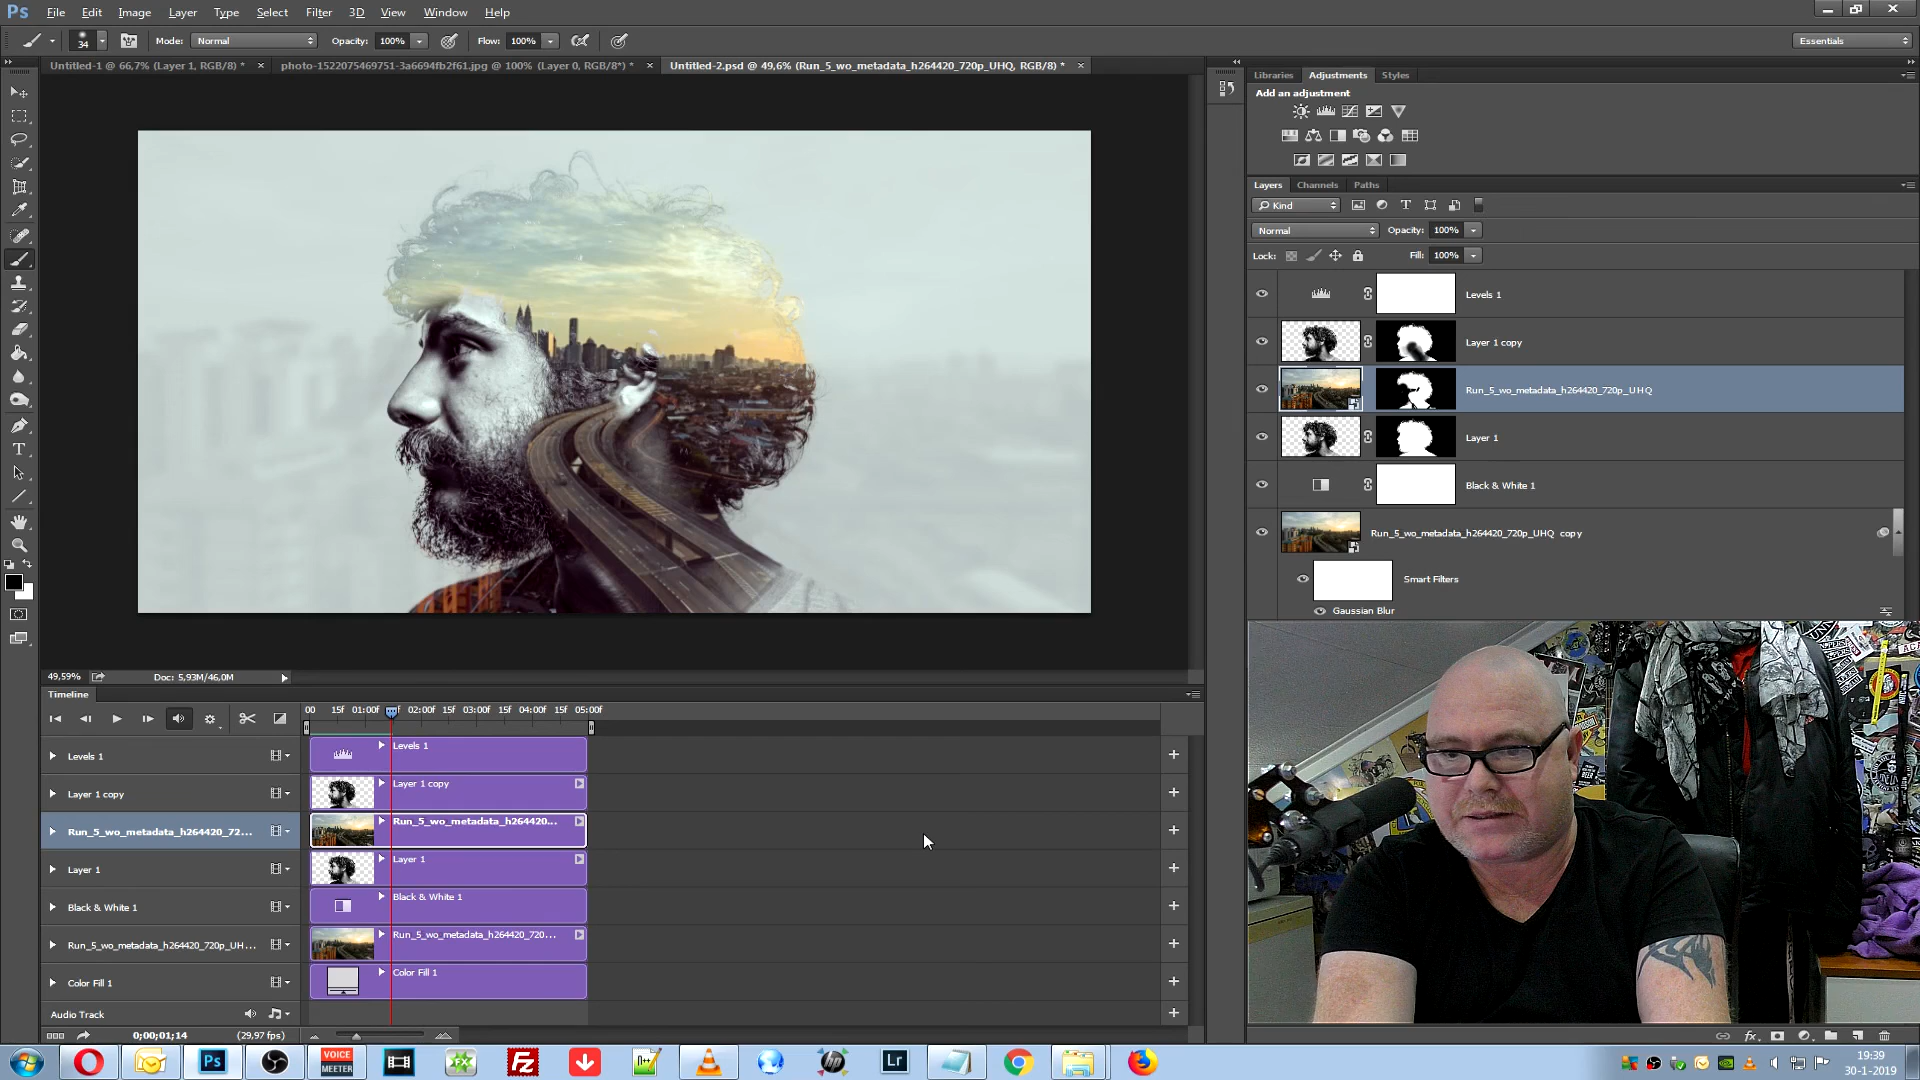 Ps File Edit Image Layer Type Select Filter 3D View Window Help
34 Mode: Normal Opacity: 100% Flow: 100% Essentials
Untitled-1 @ 66,7% (Layer 1, RGB/8) * photo-1522075469751-3a6694fb2f61.jpg @ 100% (Layer 0, RGB/8*) * Untitled-2.psd @ 49,6% (Run_5_wo_metadata_h264420_720p_UHQ, RGB/8) *
Libraries Adjustments Styles
Add an adjustment
Layers Channels Paths
Kind
Normal Opacity: 100%
Lock: Fill: 100%
Levels 1
Layer 1 copy
Run_5_wo_metadata_h264420_720p_UHQ
Layer 1
Black & White 1
Run_5_wo_metadata_h264420_720p_UHQ copy
Smart Filters
Gaussian Blur
49,59% Doc: 5,93M/46,0M
Timeline
00 15f 01:00f f 02:00f 15f 03:00f 15f 04:00f 15f 05:00f
Levels 1 Levels 1
Layer 1 copy Layer 1 copy
Run_5_wo_metadata_h264420_72... Run_5_wo_metadata_h264420...
Layer 1 Layer 1
Black & White 1 Black & White 1
Run_5_wo_metadata_h264420_720p_UH... Run_5_wo_metadata_h264420_720...
Color Fill 1 Color Fill 1
Audio Track
0;00;01;14 (29,97 fps)
fx
Ps VOICE MEETER FX Fz hp Lr
19:39
30-1-2019